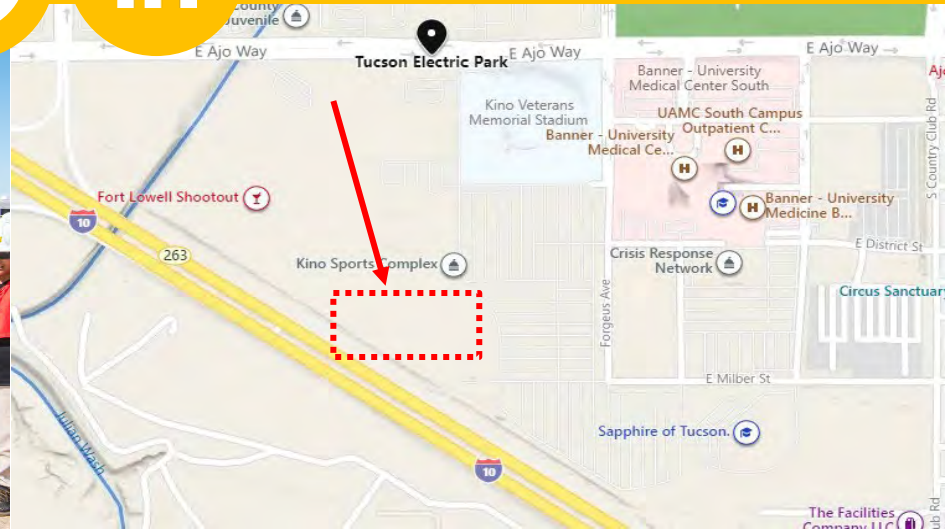 County
Juvenile
E Ajo Way
Tucson Electric Park
E Ajo Way
E Ajo Way
Banner - University
Medical Center South
Kino Veterans
Memorial Stadium
UAMC South Campus
Outpatient C...
Banner - University
Medical Ce...
H
H
S Country Club Rd
Fort Lowell Shootout
10
263
H
Banner - University
Medicine B...
Kino Sports Complex
Crisis Response
Network
E District St
Circus Sanctuary
Forgeus Ave
E Milber St
Julian Wash
Sapphire of Tucson.
10
The Facilities
Company LLC